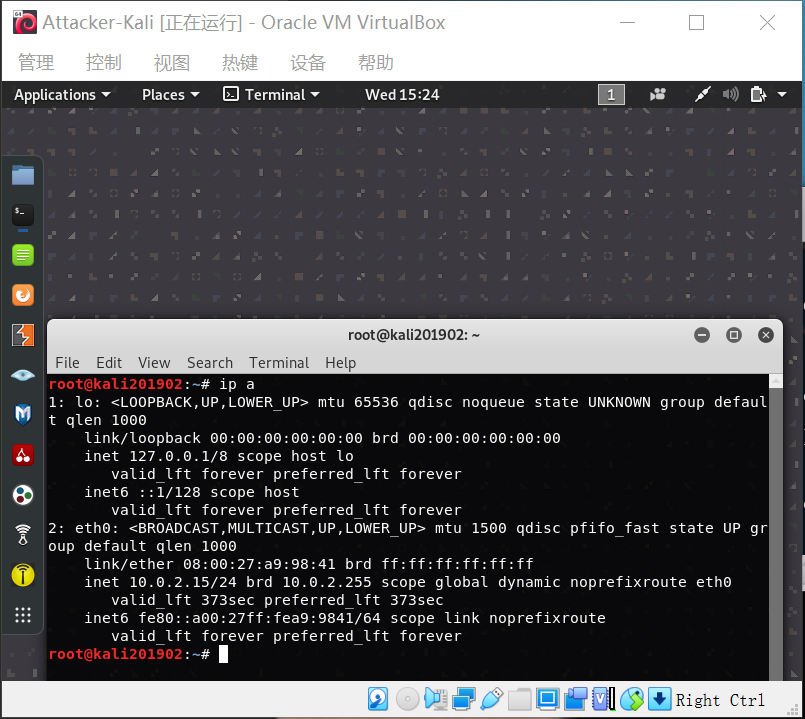 Attacker-Kali [正在运行] - Oracle VM VirtualBox
管理 控制 视图 热键 设备 帮助
Applications Places Terminal Wed 15:24 1
root@kali201902: ~
File Edit View Search Terminal Help
root@kali201902:~# ip a
1: lo: <LOOPBACK,UP,LOWER_UP> mtu 65536 qdisc noqueue state UNKNOWN group defaul
t qlen 1000
    link/loopback 00:00:00:00:00:00 brd 00:00:00:00:00:00
    inet 127.0.0.1/8 scope host lo
       valid_lft forever preferred_lft forever
    inet6 ::1/128 scope host
       valid_lft forever preferred_lft forever
2: eth0: <BROADCAST,MULTICAST,UP,LOWER_UP> mtu 1500 qdisc pfifo_fast state UP gr
oup default qlen 1000
    link/ether 08:00:27:a9:98:41 brd ff:ff:ff:ff:ff:ff
    inet 10.0.2.15/24 brd 10.0.2.255 scope global dynamic noprefixroute eth0
       valid_lft 373sec preferred_lft 373sec
    inet6 fe80::a00:27ff:fea9:9841/64 scope link noprefixroute
       valid_lft forever preferred_lft forever
root@kali201902:~#
Right Ctrl